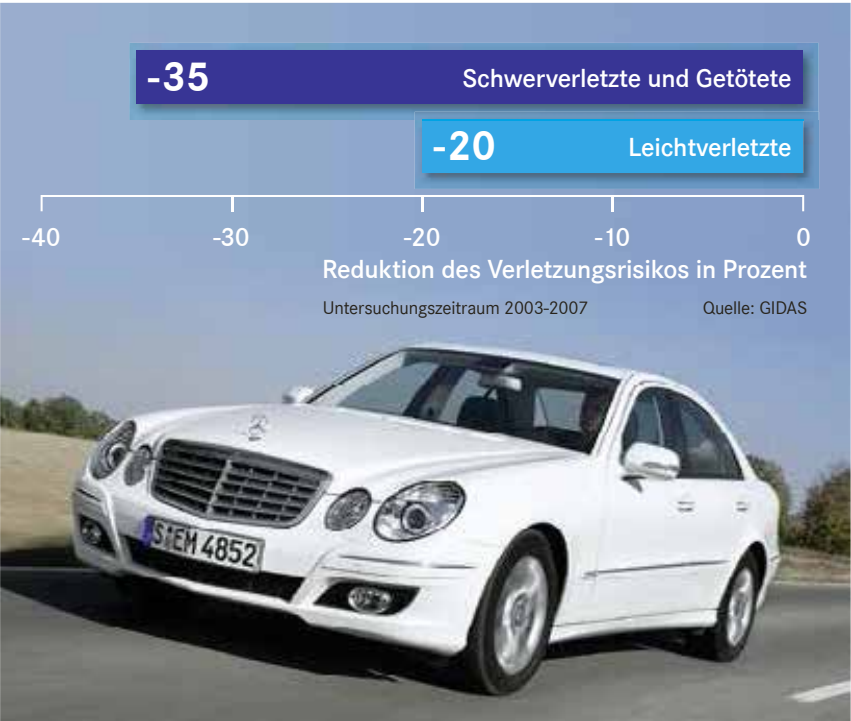 -35 Schwerverletzte und Getötete
-20 Leichtverletzte
-40 -30 -20 -10 0
Reduktion des Verletzungsrisikos in Prozent
Untersuchungszeitraum 2003-2007 Quelle: GIDAS
S EM 4852